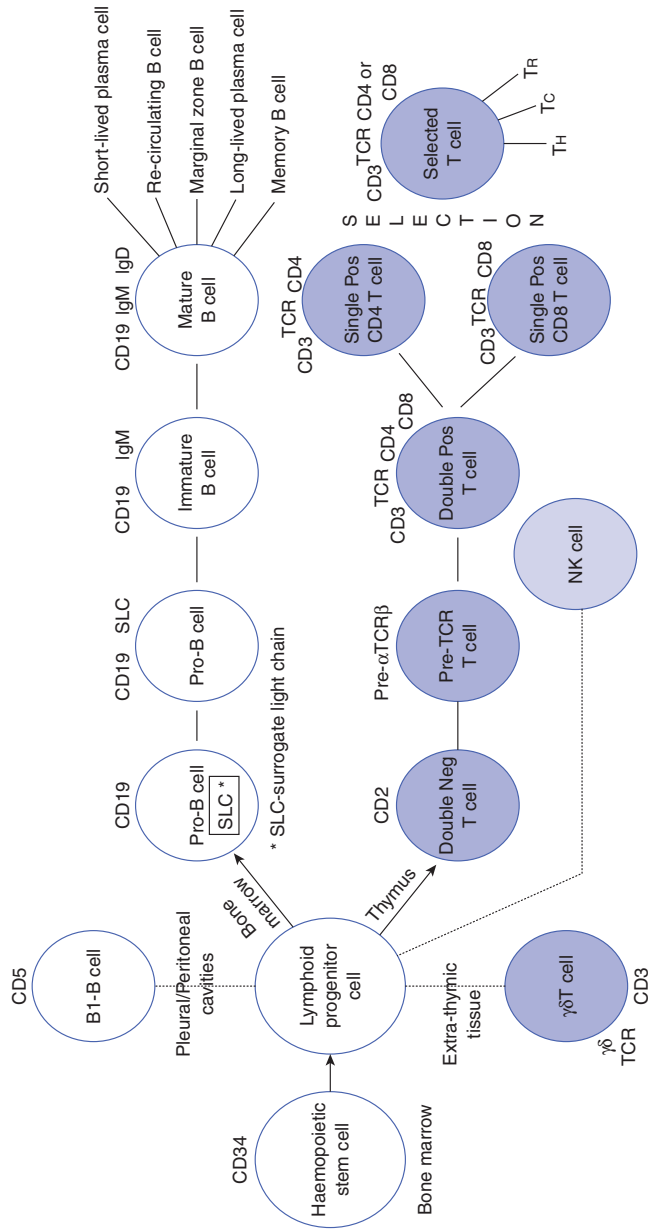 CD34
Haemopoietic
stem cell
Bone marrow
CD5
B1-B cell
Pleural/Peritoneal
cavities
Lymphoid
progenitor
cell
Extra-thymic
tissue
γδT cell
γδ
TCR
CD3
Bone
marrow
CD19
Pro-B cell
SLC *
* SLC-surrogate light chain
CD19 SLC
Pro-B cell
CD19 IgM
Immature
B cell
CD19 IgM IgD
Mature
B cell
Short-lived plasma cell
Re-circulating B cell
Marginal zone B cell
Long-lived plasma cell
Memory B cell
Thymus
CD2
Double Neg
T cell
Pre-αTCRβ
Pre-TCR
T cell
CD3 TCR CD4 CD8
Double Pos
T cell
NK cell
CD3 TCR CD4
Single Pos
CD4 T cell
CD3 TCR CD8
Single Pos
CD8 T cell
SELECTION
CD3 TCR CD4 or
CD8
Selected
T cell
TH
TC
TR